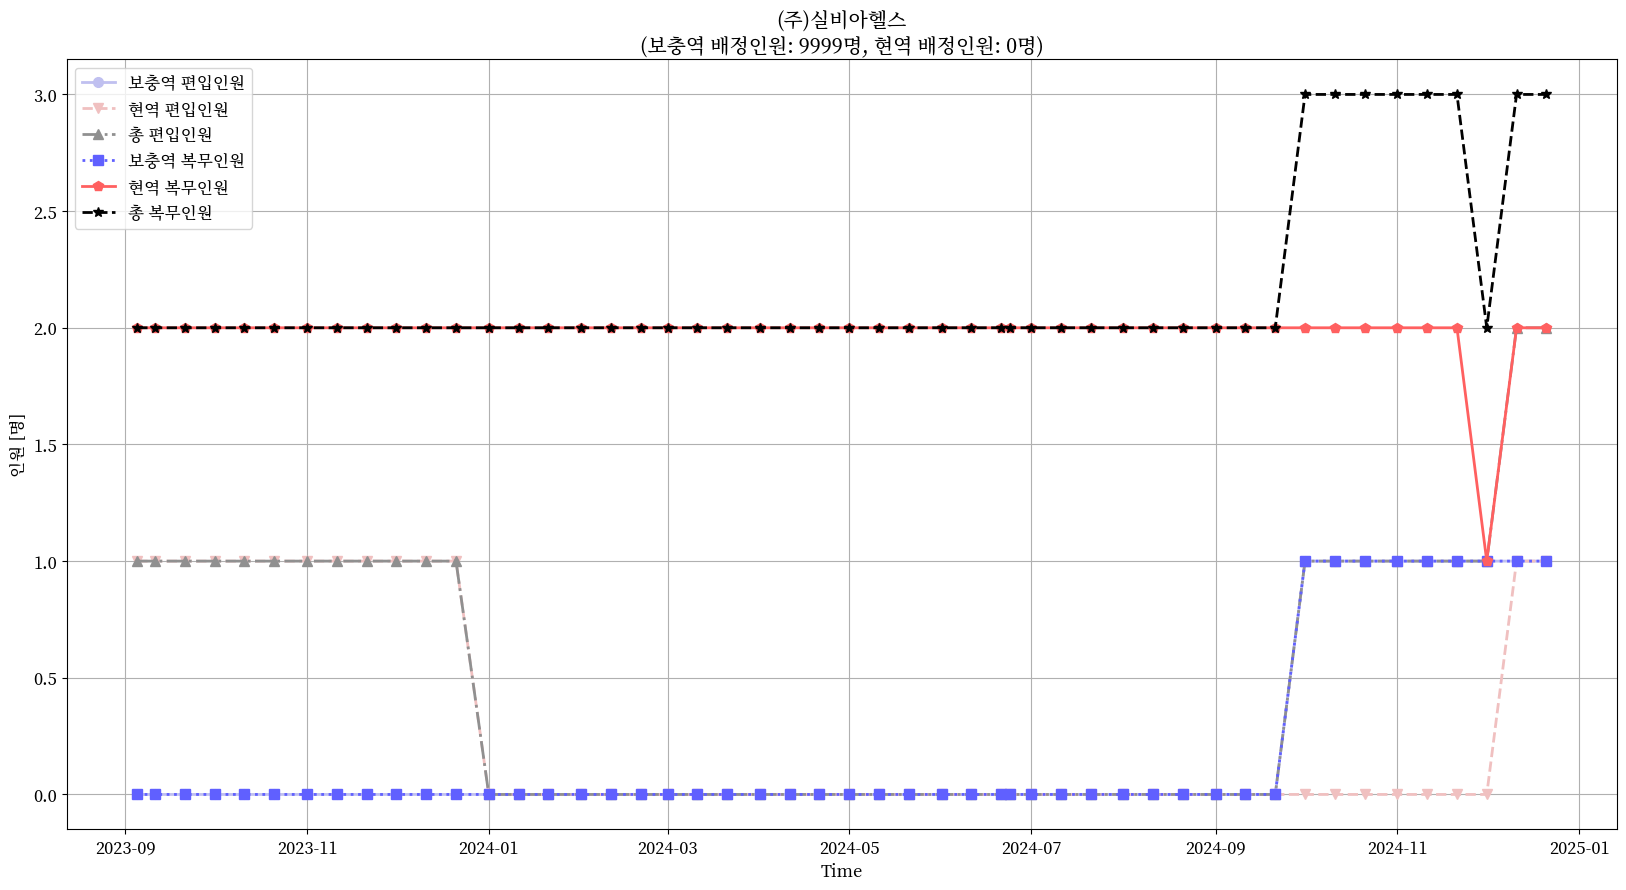 (주)실비아헬스
(보충역 배정인원: 9999명, 현역 배정인원: 0명)
보충역 편입인원
현역 편입인원
총 편입인원
보충역 복무인원
현역 복무인원
총 복무인원
3.0
2.5
2.0
1.5
1.0
0.5
0.0
인원 [명]
2023-09 2023-11 2024-01 2024-03 2024-05 2024-07 2024-09 2024-11 2025-01
Time